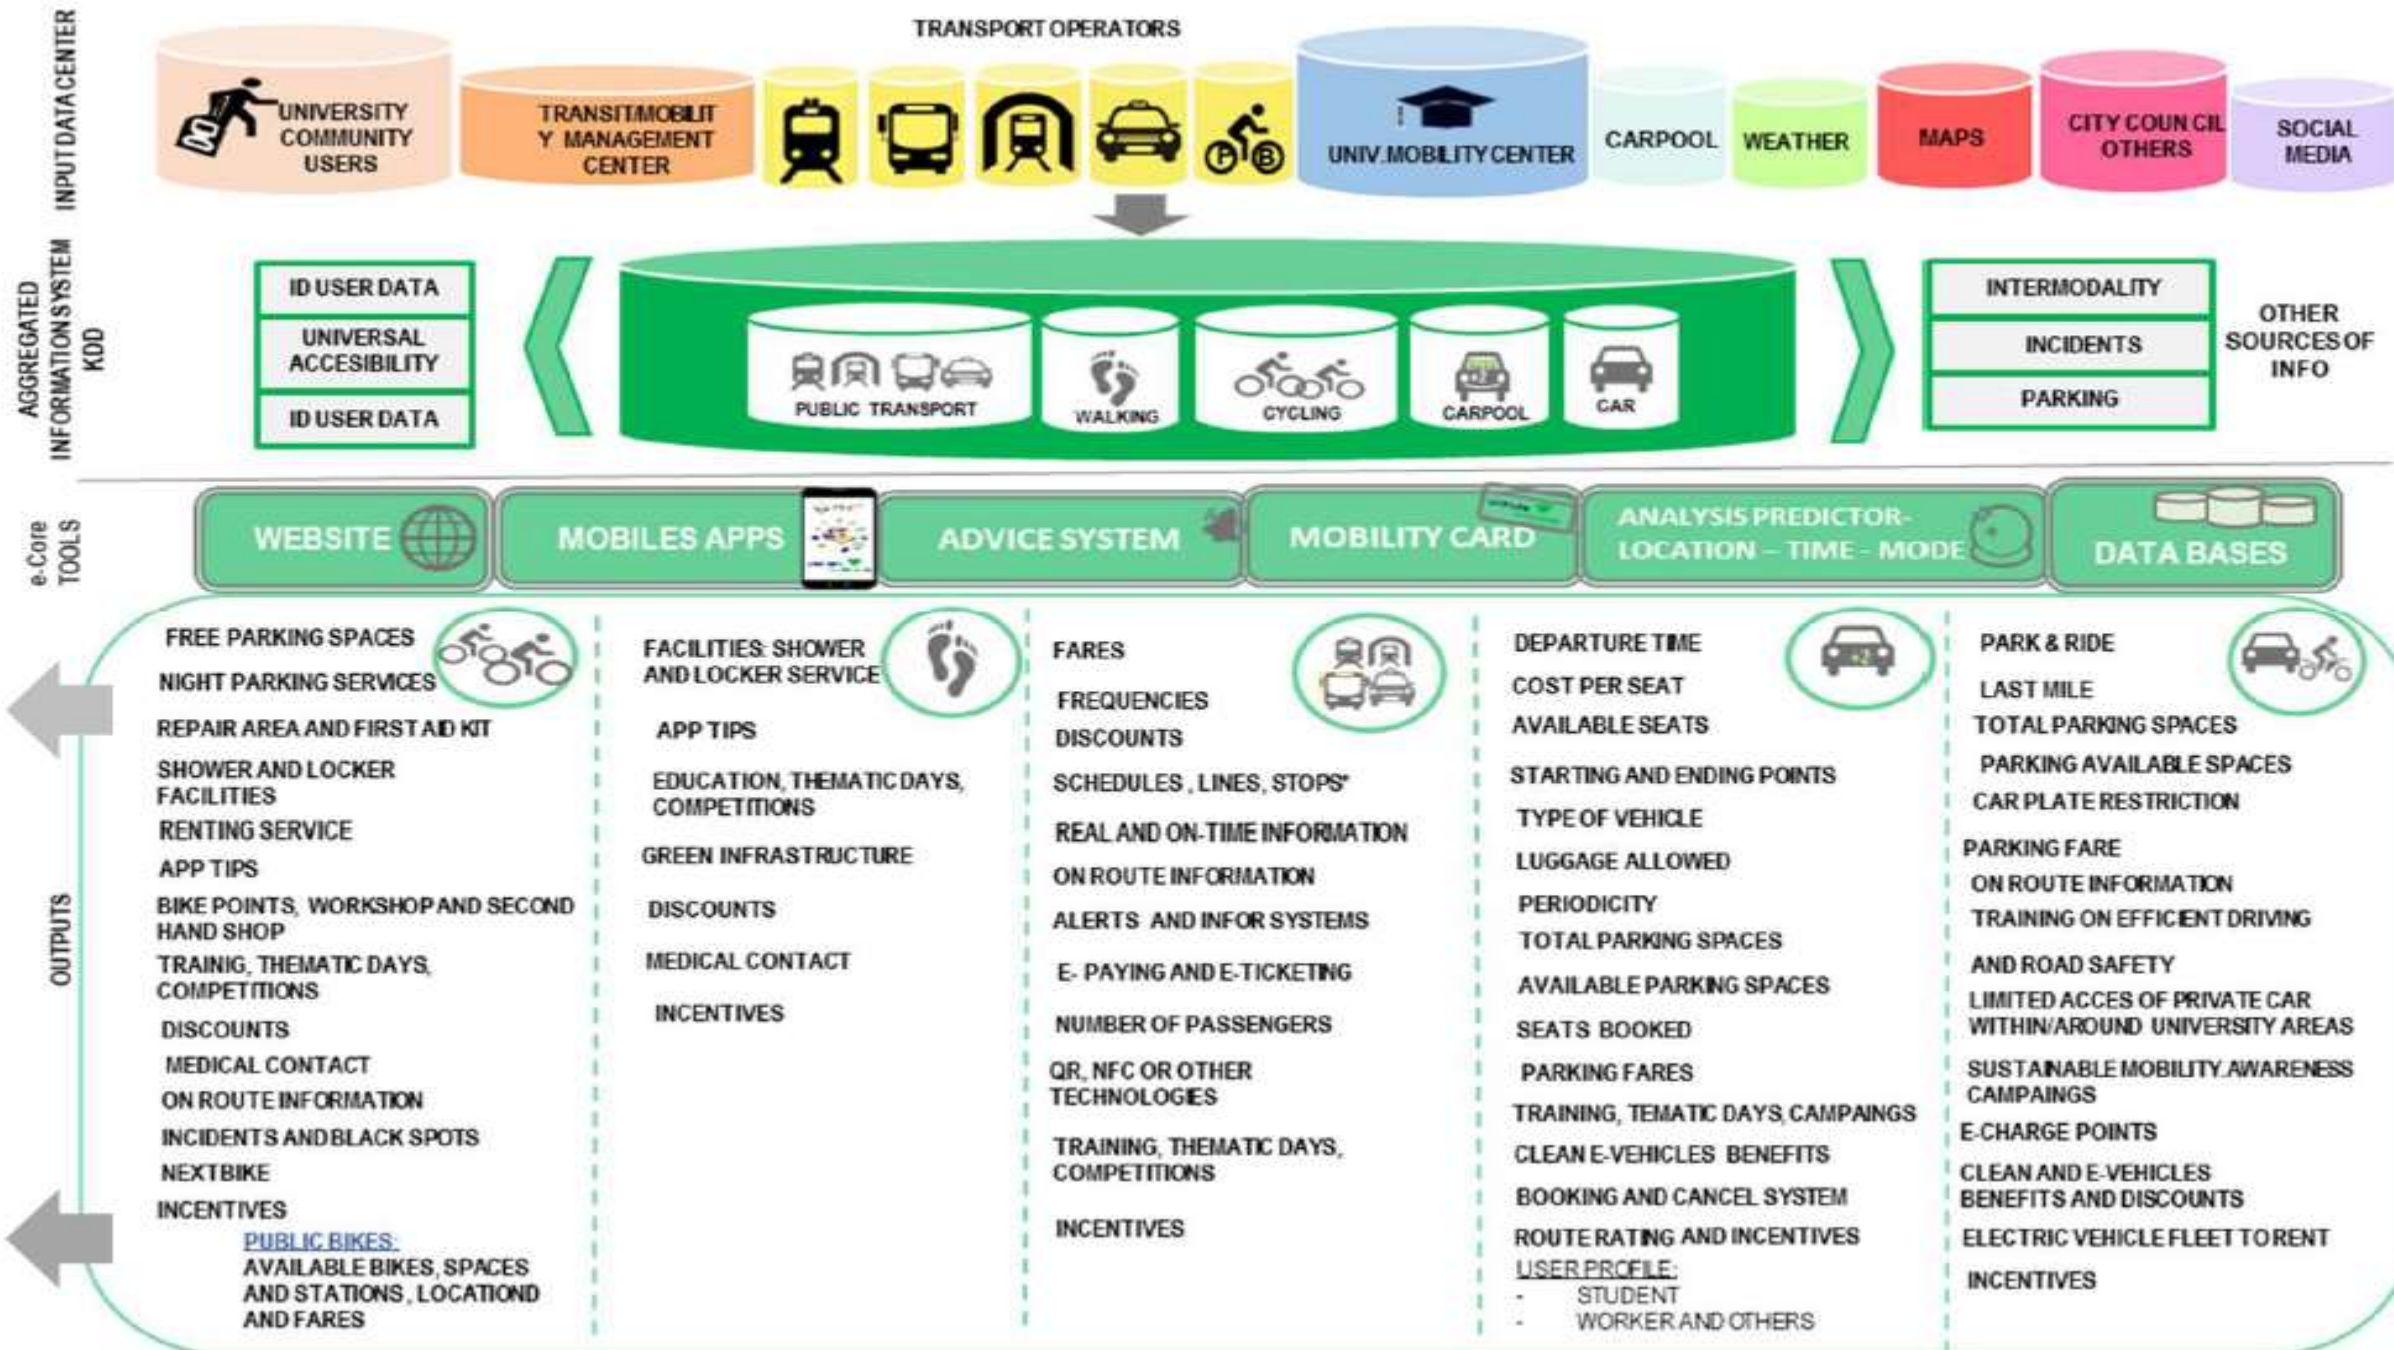 INPUT DATA CENTER
TRANSPORT OPERATORS
UNIVERSITY
COMMUNITY
USERS
TRANSIT/MOBILIT
Y MANAGEMENT
CENTER
P
B
UNIV.MOBILITY CENTER
CARPOOL
WEATHER
MAPS
CITY COUN CIL
OTHERS
SOCIAL
MEDIA
AGGREGATED
INFORMATION SYSTEM
KDD
ID USER DATA
UNIVERSAL
ACCESIBILITY
ID USER DATA
PUBLIC TRANSPORT
WALKING
CYCLING
CARPOOL
CAR
INTERMODALITY
INCIDENTS
PARKING
OTHER
SOURCES OF
INFO
e-Core
TOOLS
WEBSITE
MOBILES APPS
ADVICE SYSTEM
MOBILITY CARD
ANALYSIS PREDICTOR-
LOCATION – TIME - MODE
DATA BASES
OUTPUTS
FREE PARKING SPACES
NIGHT PARKING SERVICES
REPAIR AREA AND FIRST AID KIT
SHOWER AND LOCKER
FACILITIES
RENTING SERVICE
APP TIPS
BIKE POINTS, WORKSHOP AND SECOND
HAND SHOP
TRAINIG, THEMATIC DAYS,
COMPETITIONS
DISCOUNTS
MEDICAL CONTACT
ON ROUTE INFORMATION
INCIDENTS AND BLACK SPOTS
NEXTBIKE
INCENTIVES
PUBLIC BIKES:
AVAILABLE BIKES, SPACES
AND STATIONS, LOCATIOND
AND FARES
FACILITIES: SHOWER
AND LOCKER SERVICE
APP TIPS
EDUCATION, THEMATIC DAYS,
COMPETITIONS
GREEN INFRASTRUCTURE
DISCOUNTS
MEDICAL CONTACT
INCENTIVES
FARES
FREQUENCIES
DISCOUNTS
SCHEDULES , LINES, STOPS*
REAL AND ON-TIME INFORMATION
ON ROUTE INFORMATION
ALERTS AND INFOR SYSTEMS
E- PAYING AND E-TICKETING
NUMBER OF PASSENGERS
QR, NFC OR OTHER
TECHNOLOGIES
TRAINING, THEMATIC DAYS,
COMPETITIONS
INCENTIVES
DEPARTURE TIME
COST PER SEAT
AVAILABLE SEATS
STARTING AND ENDING POINTS
TYPE OF VEHICLE
LUGGAGE ALLOWED
PERIODICITY
TOTAL PARKING SPACES
AVAILABLE PARKING SPACES
SEATS BOOKED
PARKING FARES
TRAINING, TEMATIC DAYS, CAMPAINGS
CLEAN E-VEHICLES BENEFITS
BOOKING AND CANCEL SYSTEM
ROUTE RATING AND INCENTIVES
USER PROFILE:
- STUDENT
- WORKER AND OTHERS
PARK & RIDE
LAST MILE
TOTAL PARKING SPACES
PARKING AVAILABLE SPACES
CAR PLATE RESTRICTION
PARKING FARE
ON ROUTE INFORMATION
TRAINING ON EFFICIENT DRIVING
AND ROAD SAFETY
LIMITED ACCES OF PRIVATE CAR
WITHIN/AROUND UNIVERSITY AREAS
SUSTAINABLE MOBILITY.AWARENESS
CAMPAINGS
E-CHARGE POINTS
CLEAN AND E-VEHICLES
BENEFITS AND DISCOUNTS
ELECTRIC VEHICLE FLEET TO RENT
INCENTIVES